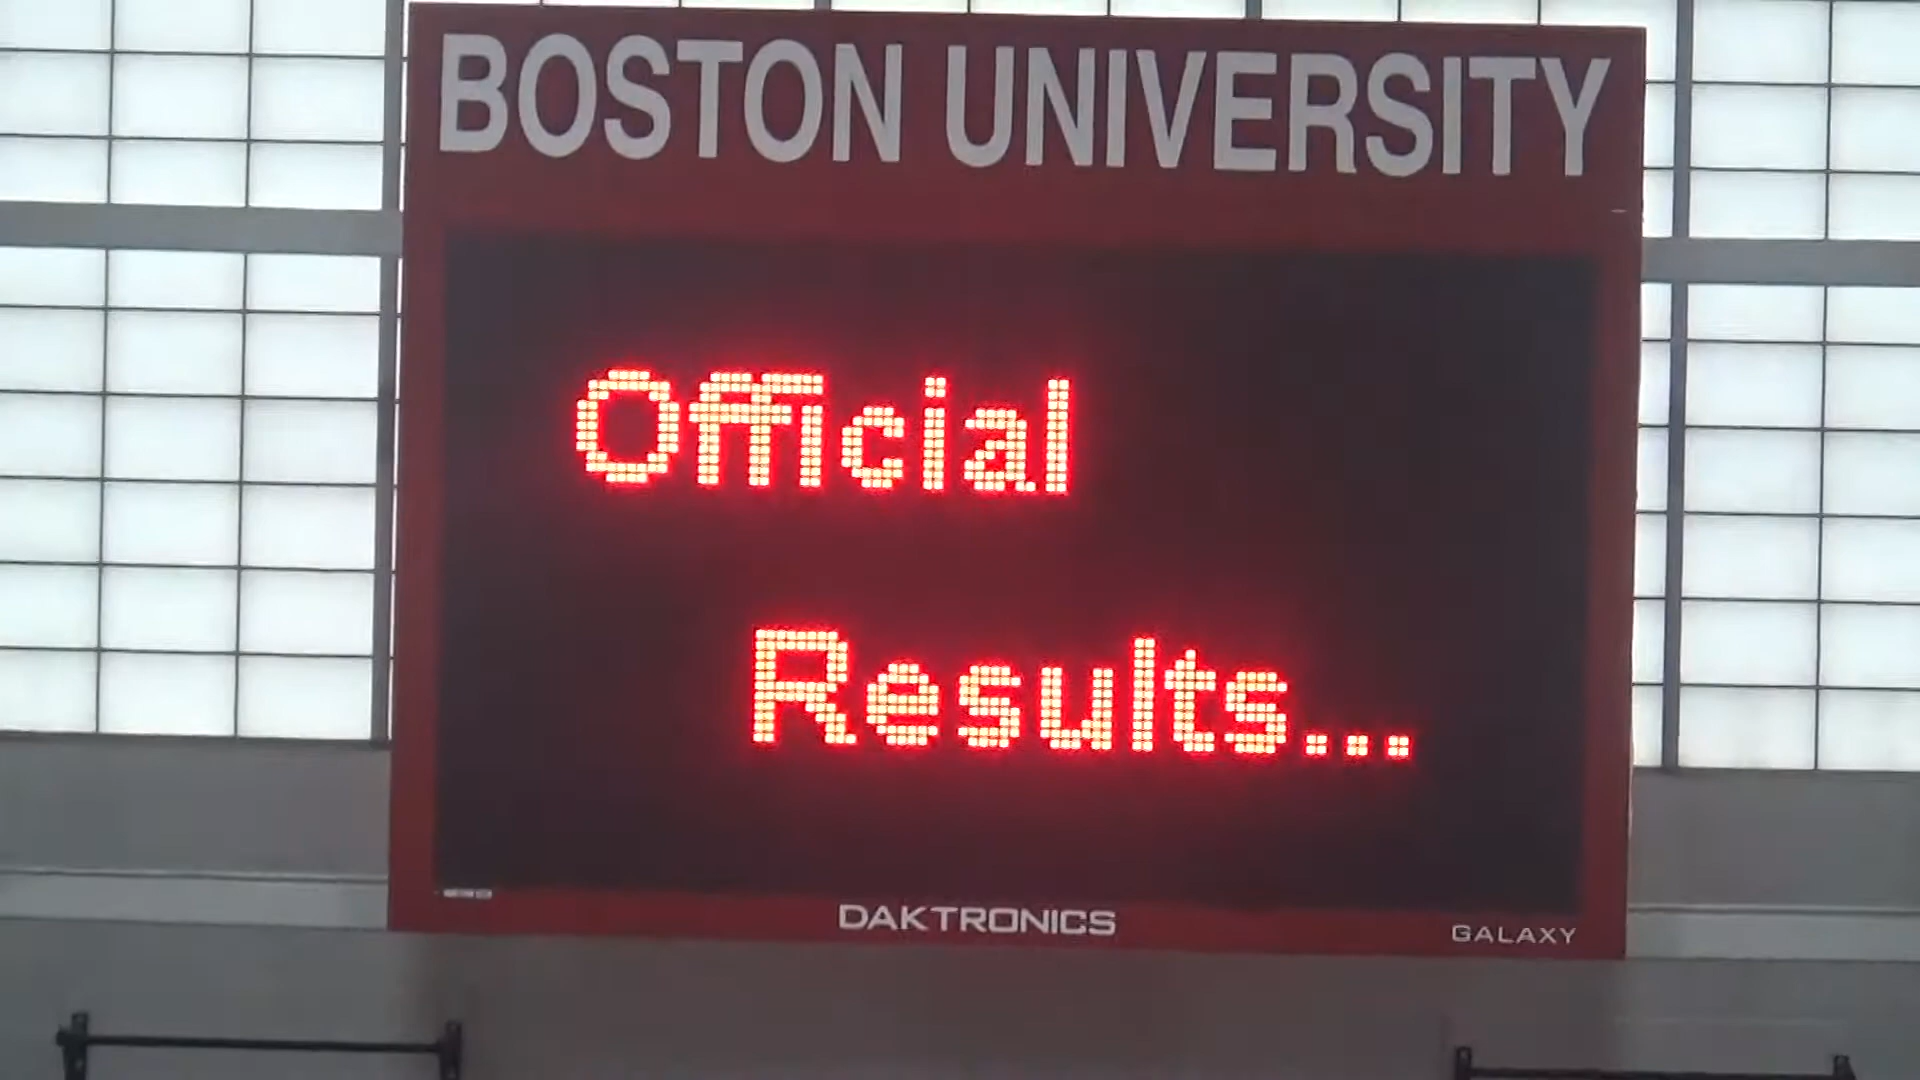 BOSTON UNIVERSITY
Official
Results...
DAKTRONICS
GALAXY